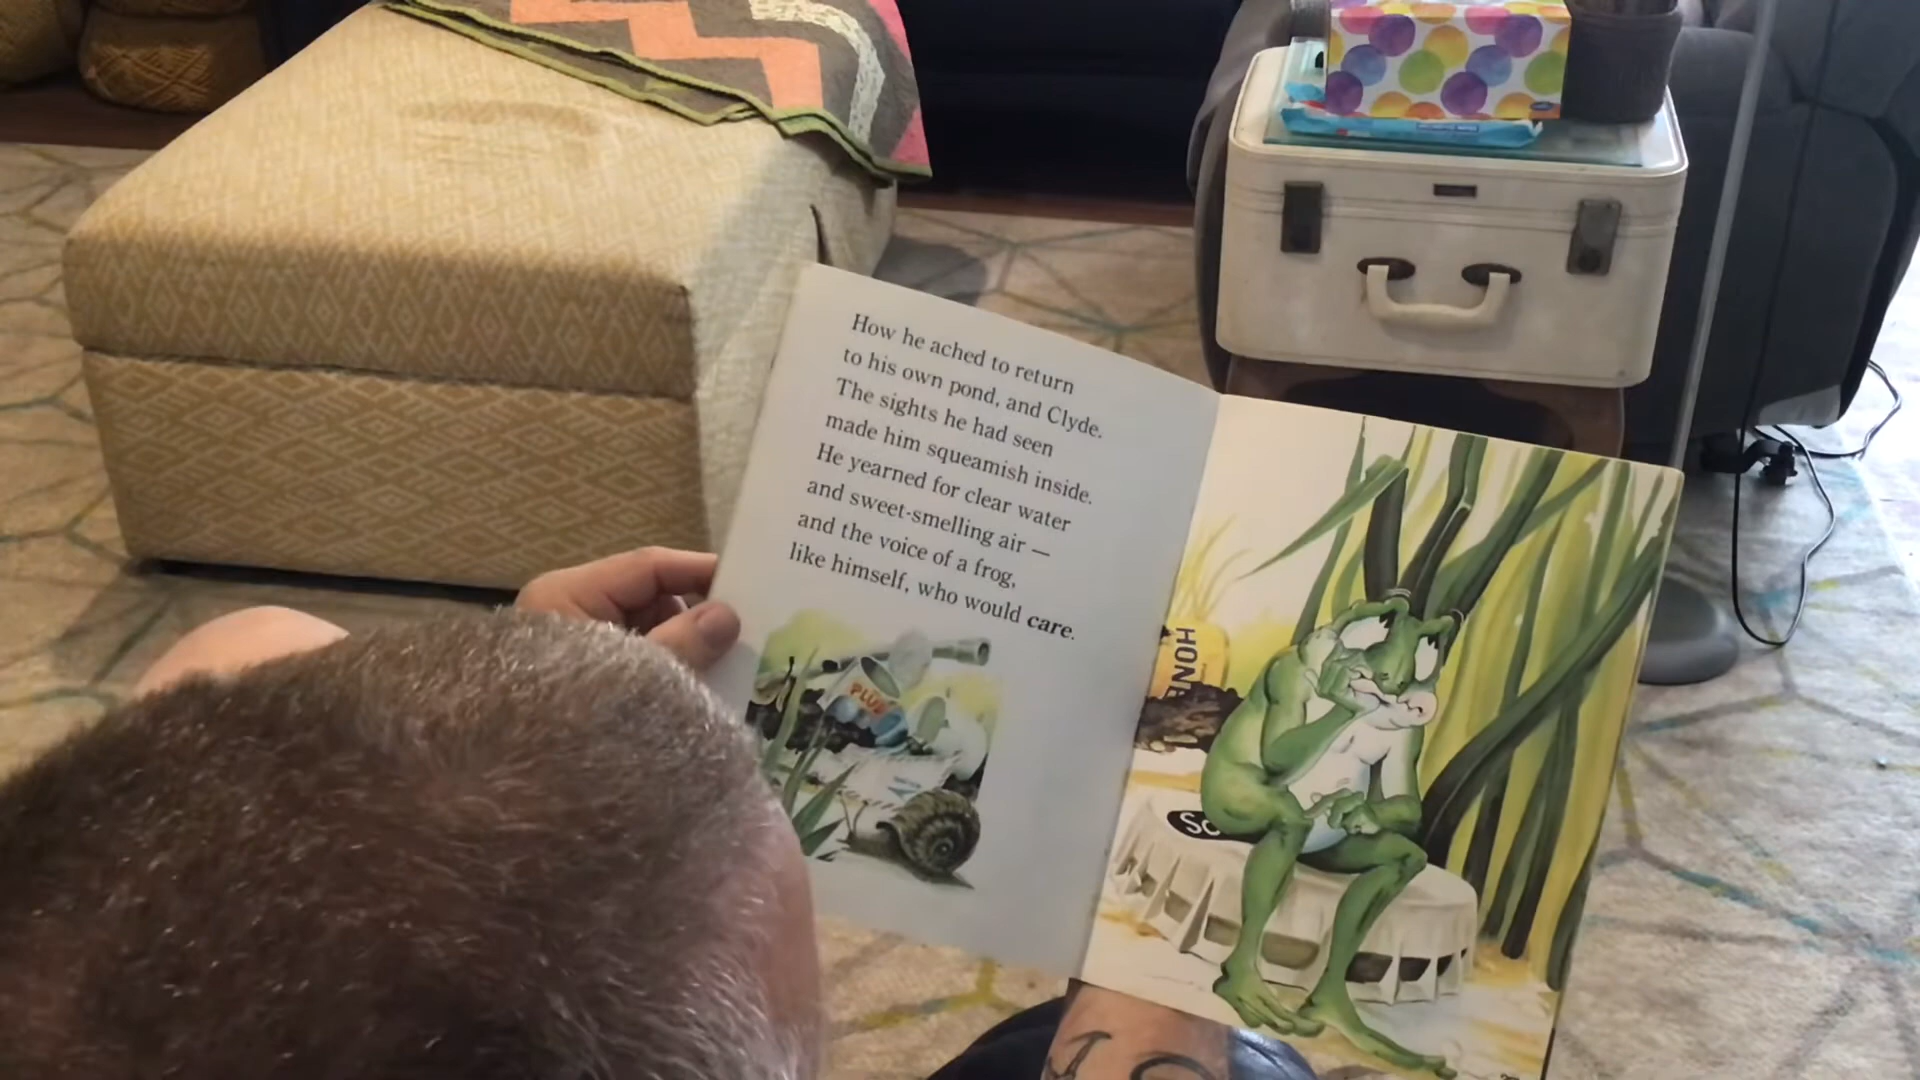 How he ached to return
to his own pond, and Clyde.
The sights he had seen
made him squeamish inside.
He yearned for clear water
and sweet-smelling air —
and the voice of a frog,
like himself, who would care.
PLUS
HON
So